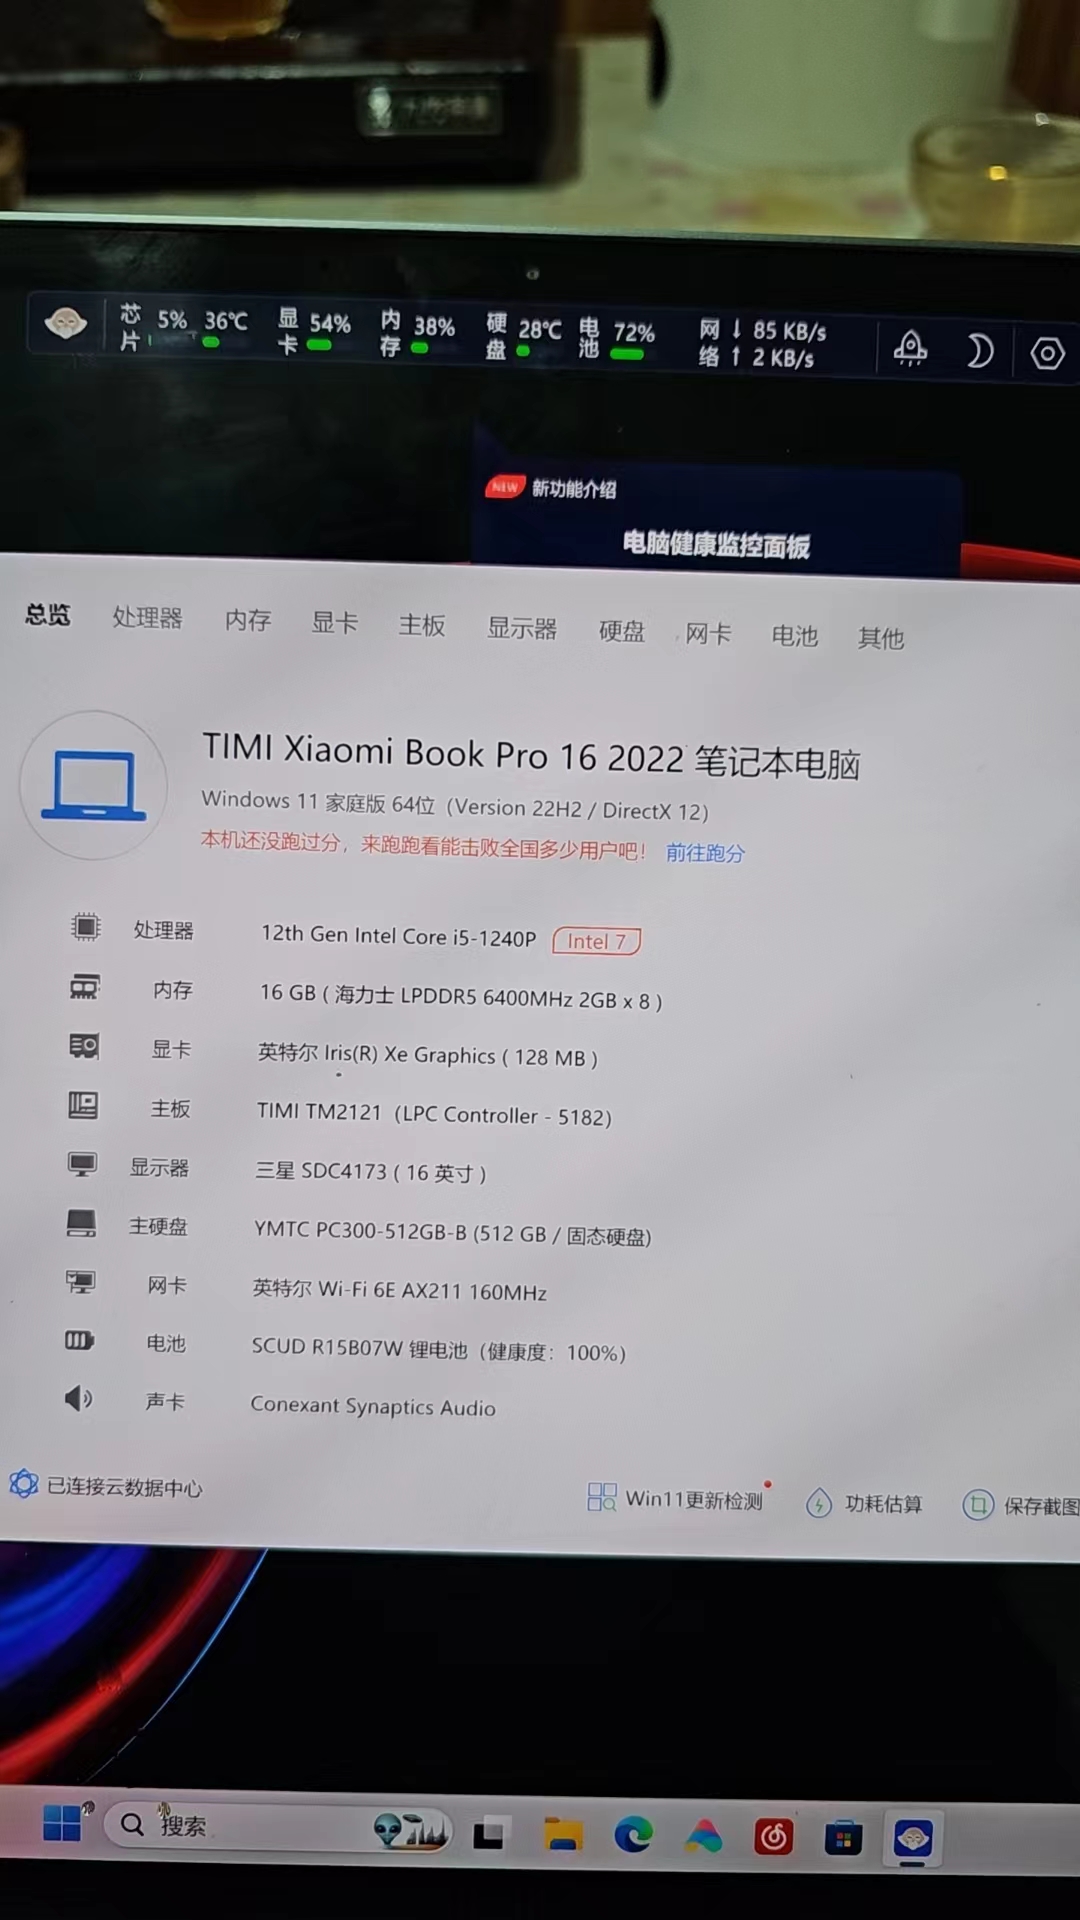 芯片 5% 36℃ 显卡 54% 内存 38% 硬盘 28℃ 电池 72% 网络 ↓ 85 KB/s ↑ 2 KB/s
NEW 新功能介绍
电脑健康监控面板
总览 处理器 内存 显卡 主板 显示器 硬盘 网卡 电池 其他
TIMI Xiaomi Book Pro 16 2022 笔记本电脑
Windows 11 家庭版 64位（Version 22H2 / DirectX 12）
本机还没跑过分，来跑跑看能击败全国多少用户吧！ 前往跑分
处理器 12th Gen Intel Core i5-1240P Intel 7
内存 16 GB ( 海力士 LPDDR5 6400MHz 2GB x 8 )
显卡 英特尔 Iris(R) Xe Graphics ( 128 MB )
主板 TIMI TM2121（LPC Controller - 5182）
显示器 三星 SDC4173 ( 16 英寸 )
主硬盘 YMTC PC300-512GB-B (512 GB / 固态硬盘)
网卡 英特尔 Wi-Fi 6E AX211 160MHz
电池 SCUD R15B07W 锂电池（健康度：100%）
声卡 Conexant Synaptics Audio
已连接云数据中心 Win11更新检测 功耗估算 保存截图
搜索